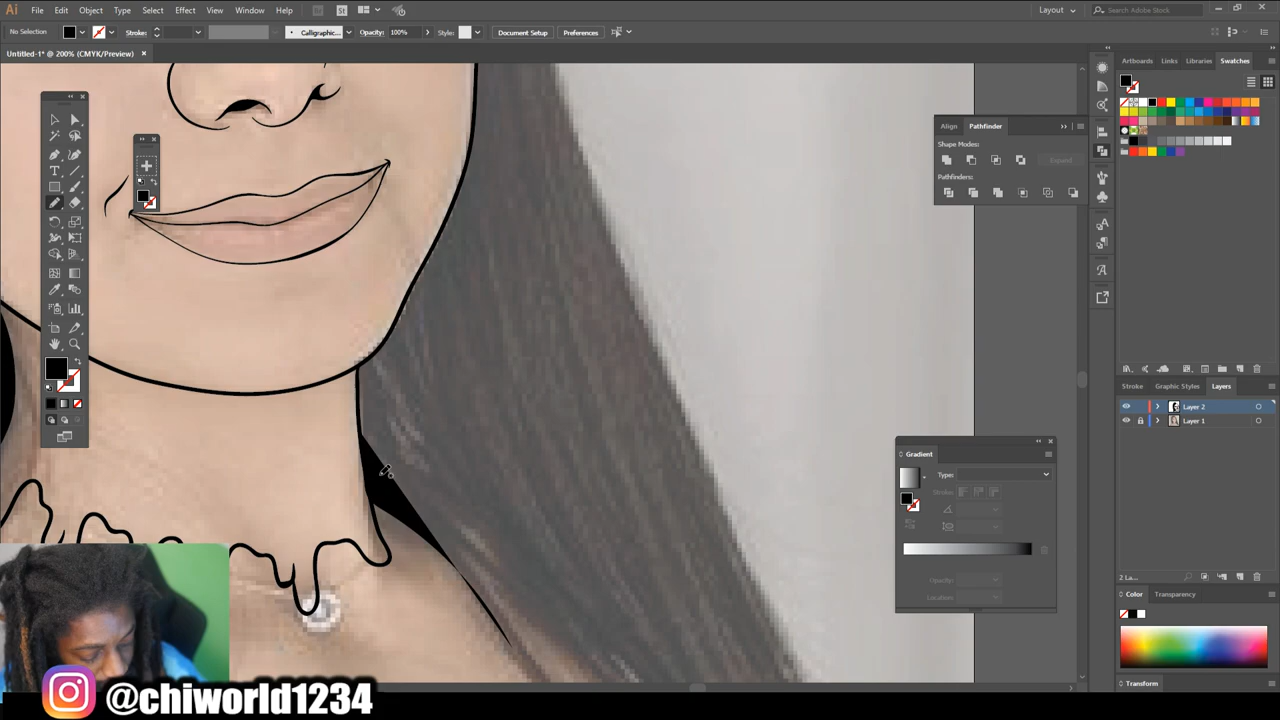 Ai File Edit Object Type Select Effect View Window Help Br St Layout Search Adobe Stock
No Selection Stroke: Calligraphic... Opacity: 100% Style: Document Setup Preferences
Untitled-1* @ 200% (CMYK/Preview)
Artboards Links Libraries Swatches
Align Pathfinder
Shape Modes:
Expand
Pathfinders:
Stroke Graphic Styles Layers
Layer 2
Layer 1
Gradient
Type:
Stroke:
Opacity:
Location:
2 La...
Color Transparency
Transform
@chiworld1234